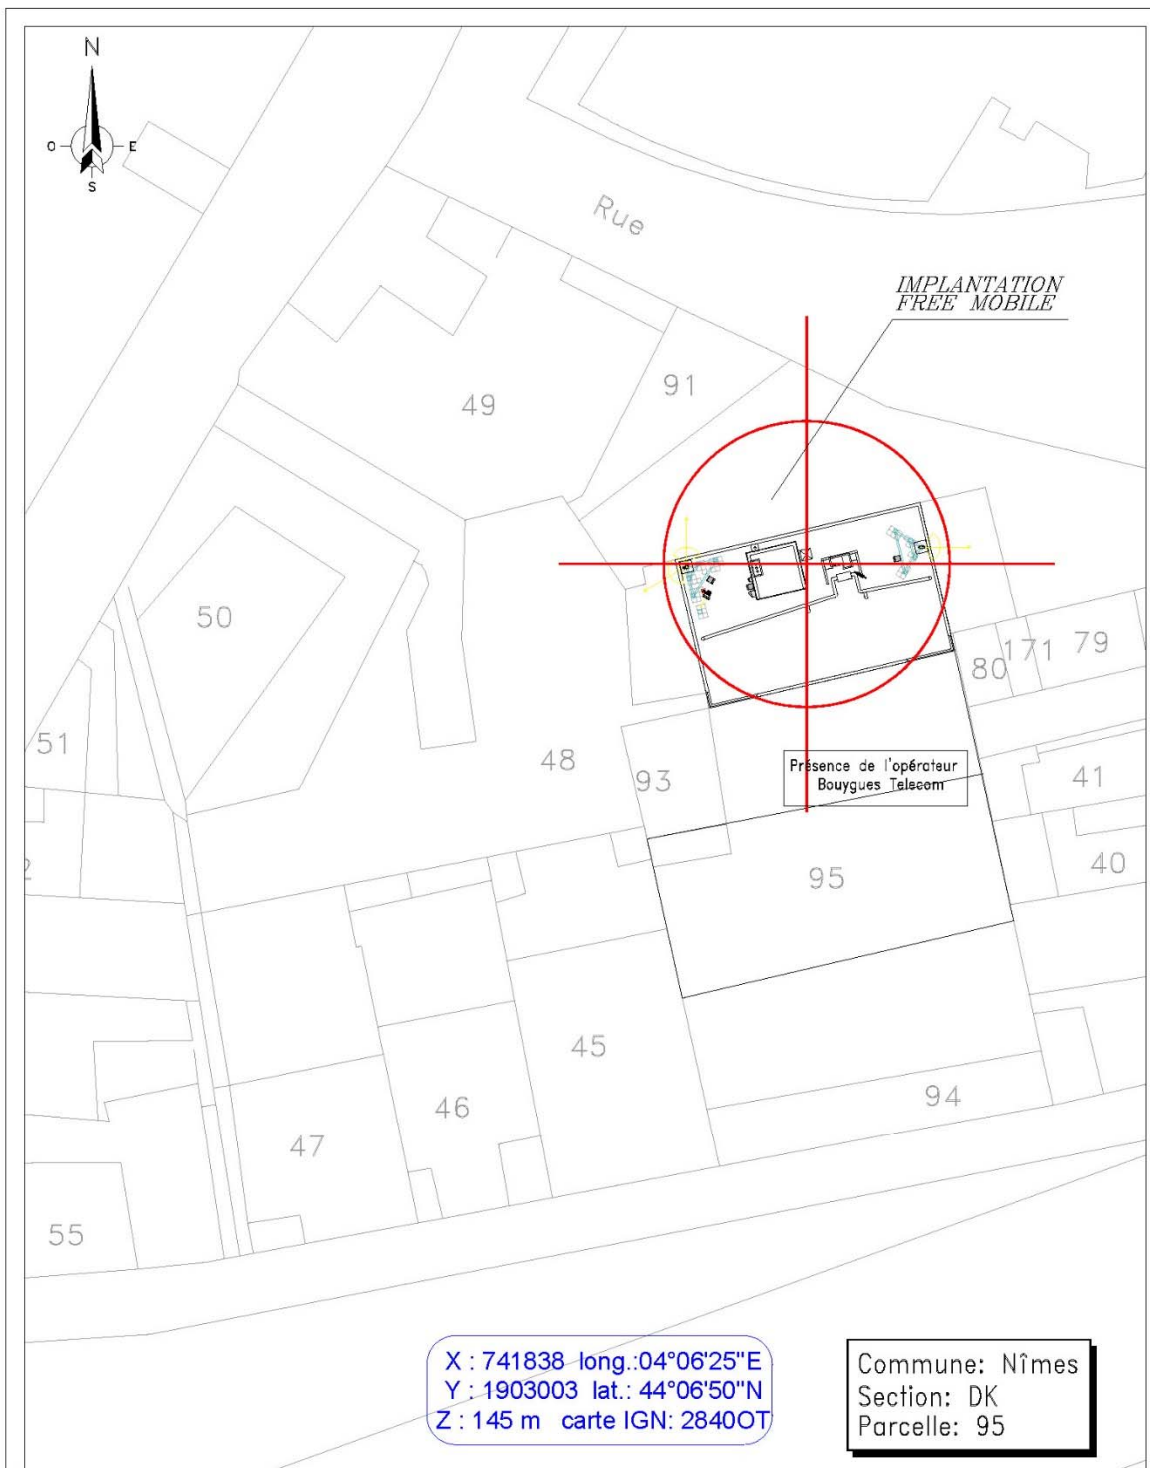 N
O E
S
Rue
IMPLANTATION
FREE MOBILE
91
49
50
79
171
80
51
48
93
Présence de l'opérateur
Bouygues Telecom
41
2
95
40
45
94
46
47
55
X : 741838 long.:04°06'25"E
Y : 1903003 lat.: 44°06'50"N
Z : 145 m carte IGN: 2840OT
Commune: Nîmes
Section: DK
Parcelle: 95